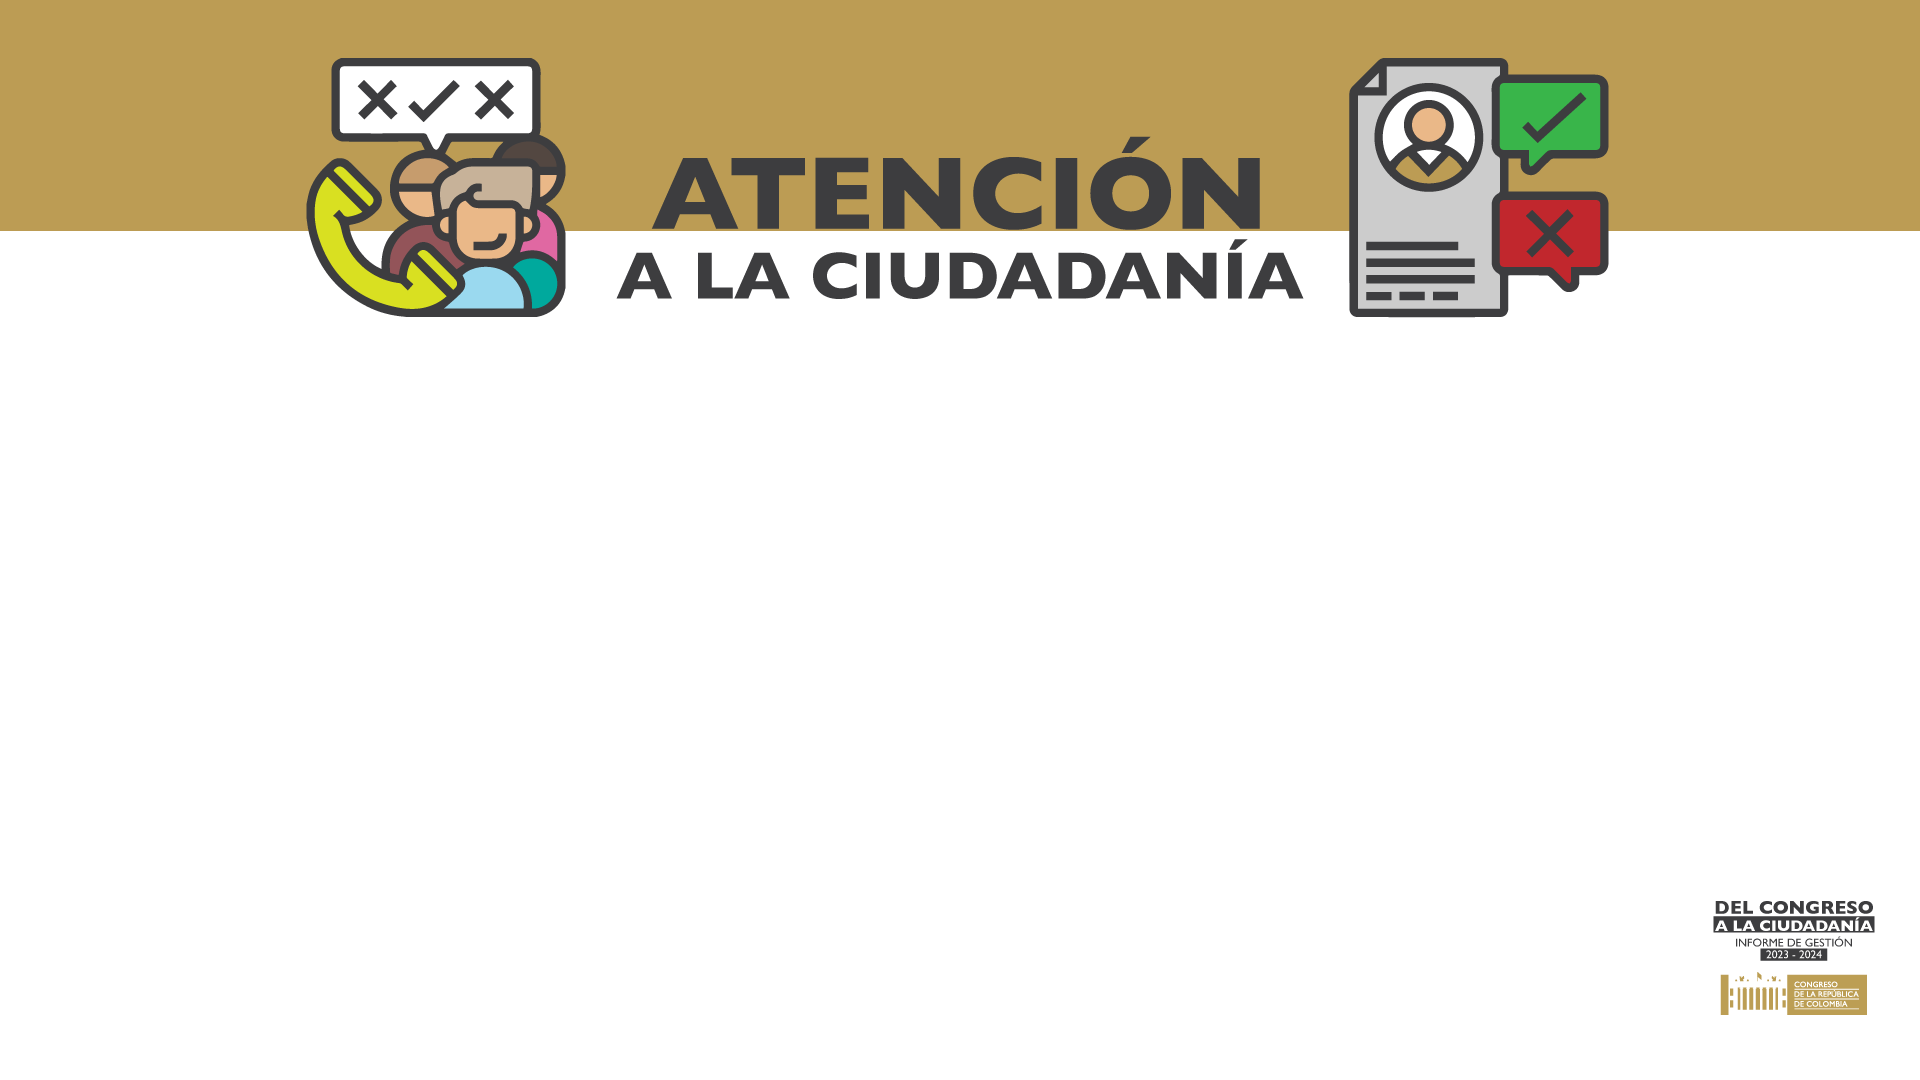 ATENCIÓN
A LA CIUDADANÍA
DEL CONGRESO
A LA CIUDADANÍA
INFORME DE GESTIÓN
2023 - 2024
CONGRESO
DE LA REPÚBLICA
DE COLOMBIA